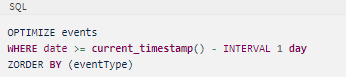 SQL
OPTIMIZE events
WHERE date >= current_timestamp() - INTERVAL 1 day
ZORDER BY (eventType)